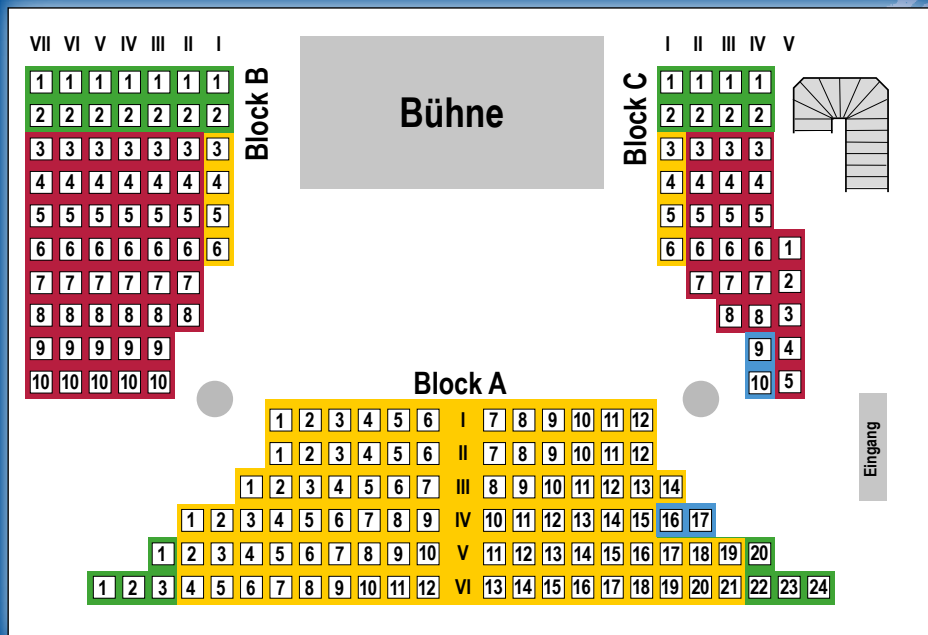 VII VI V IV III II I
1 1 1 1 1 1 1
2 2 2 2 2 2 2
3 3 3 3 3 3 3
4 4 4 4 4 4 4
5 5 5 5 5 5 5
6 6 6 6 6 6 6
7 7 7 7 7 7
8 8 8 8 8 8
9 9 9 9 9
10 10 10 10 10
Block B
Bühne
Block C
I II III IV V
1 1 1 1
2 2 2 2
3 3 3 3
4 4 4 4
5 5 5 5
6 6 6 6 1
7 7 7 2
8 8 3
9 4
10 5
Block A
1 2 3 4 5 6 I 7 8 9 10 11 12
1 2 3 4 5 6 II 7 8 9 10 11 12
1 2 3 4 5 6 7 III 8 9 10 11 12 13 14
1 2 3 4 5 6 7 8 9 IV 10 11 12 13 14 15 16 17
1 2 3 4 5 6 7 8 9 10 V 11 12 13 14 15 16 17 18 19 20
1 2 3 4 5 6 7 8 9 10 11 12 VI 13 14 15 16 17 18 19 20 21 22 23 24
Eingang